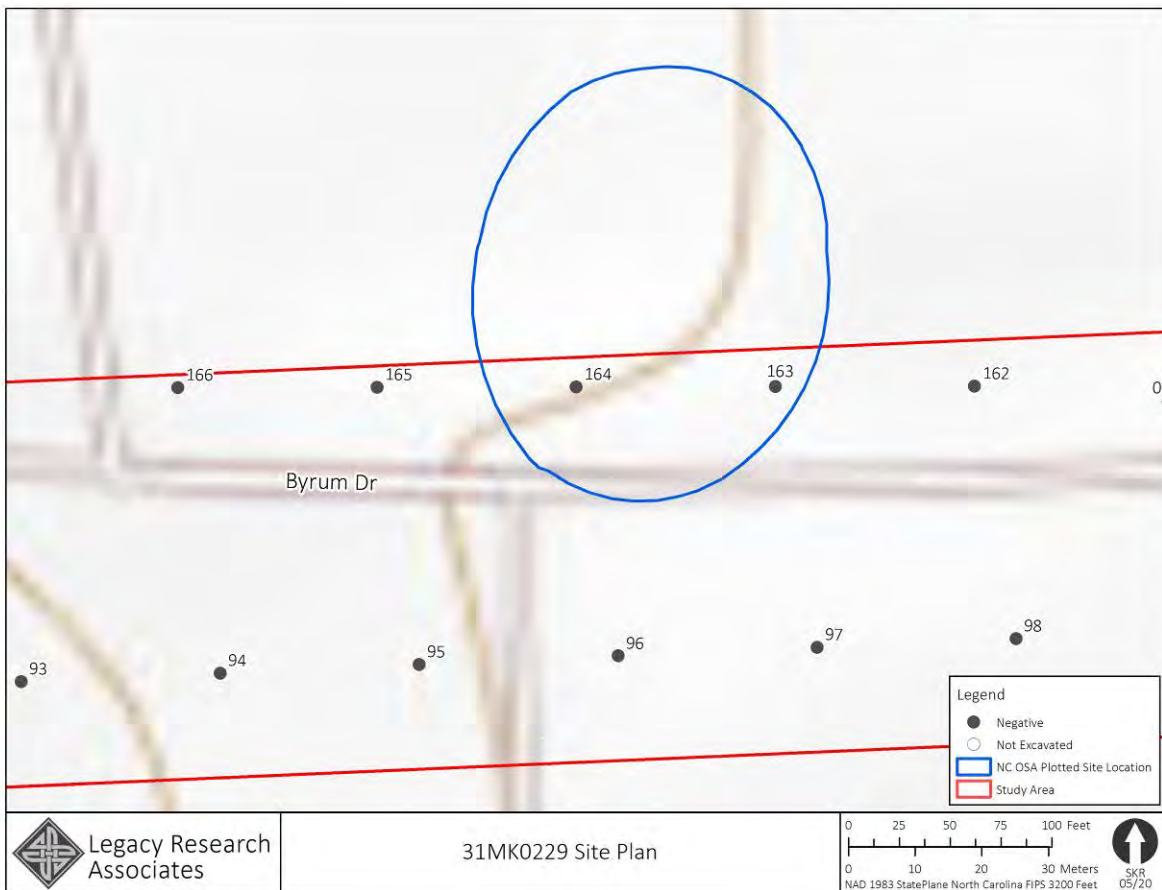 166
165
164
163
162
0
Byrum Dr
93
94
95
96
97
98
Legend
Negative
Not Excavated
NC OSA Plotted Site Location
Study Area
Legacy Research
Associates
31MK0229 Site Plan
0 25 50 75 100 Feet
0 10 20 30 Meters
NAD 1983 StatePlane North Carolina FIPS 3200 Feet
SKR
05/20